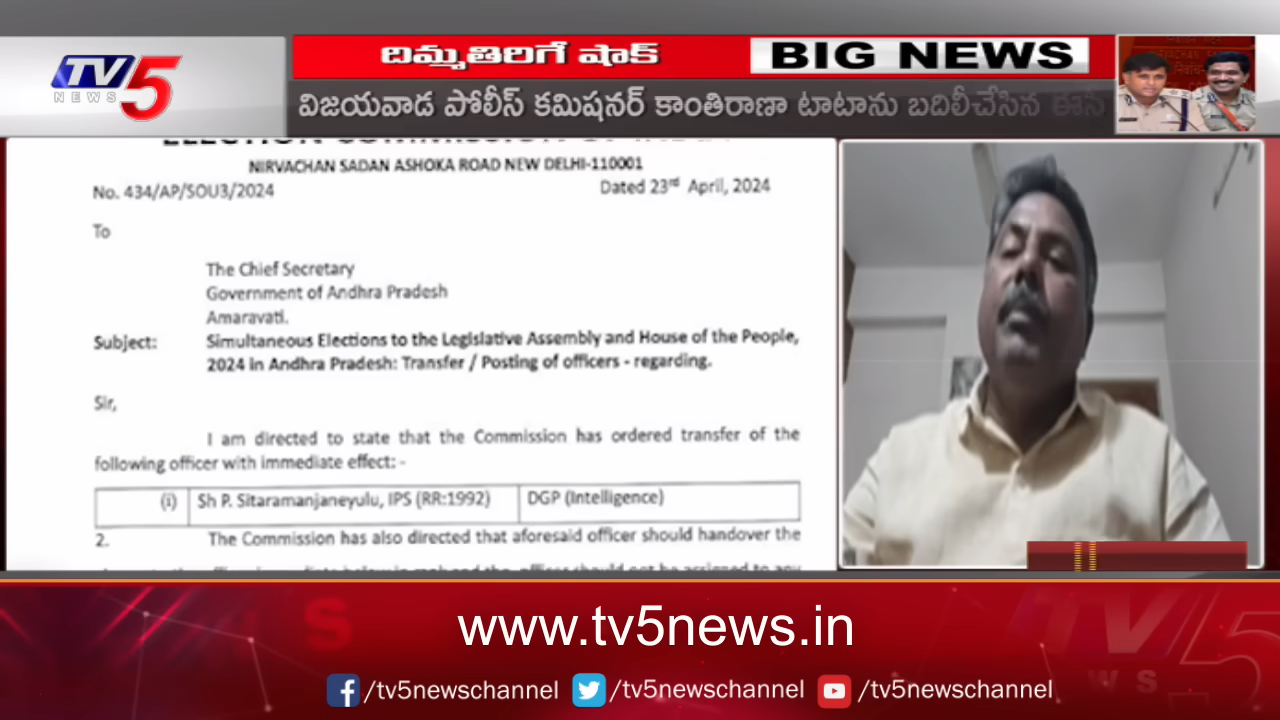 TV5
NEWS
దిమ్మతిరిగే షాక్
BIG NEWS
విజయవాడ పోలీస్ కమిషనర్ కాంతిరాణా టాటాను బదిలీచేసిన ఈసీ
NIRVACHAN SADAN ASHOKA ROAD NEW DELHI-110001
No. 434/AP/SOU3/2024
Dated 23rd April, 2024
To
The Chief Secretary
Government of Andhra Pradesh
Amaravati.
Subject: Simultaneous Elections to the Legislative Assembly and House of the People,
2024 in Andhra Pradesh: Transfer / Posting of officers - regarding.
Sir,
I am directed to state that the Commission has ordered transfer of the
following officer with immediate effect: -
(i) Sh P. Sitaramanjaneyulu, IPS (RR:1992) DGP (Intelligence)
2. The Commission has also directed that aforesaid officer should handover the
www.tv5news.in
/tv5newschannel
/tv5newschannel
/tv5newschannel